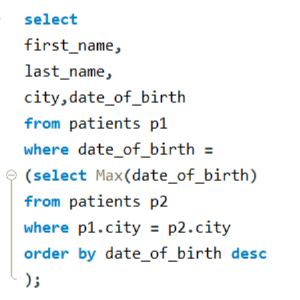 select
first_name,
last_name,
city,date_of_birth
from patients p1
where date_of_birth =
(select Max(date_of_birth)
from patients p2
where p1.city = p2.city
order by date_of_birth desc
);